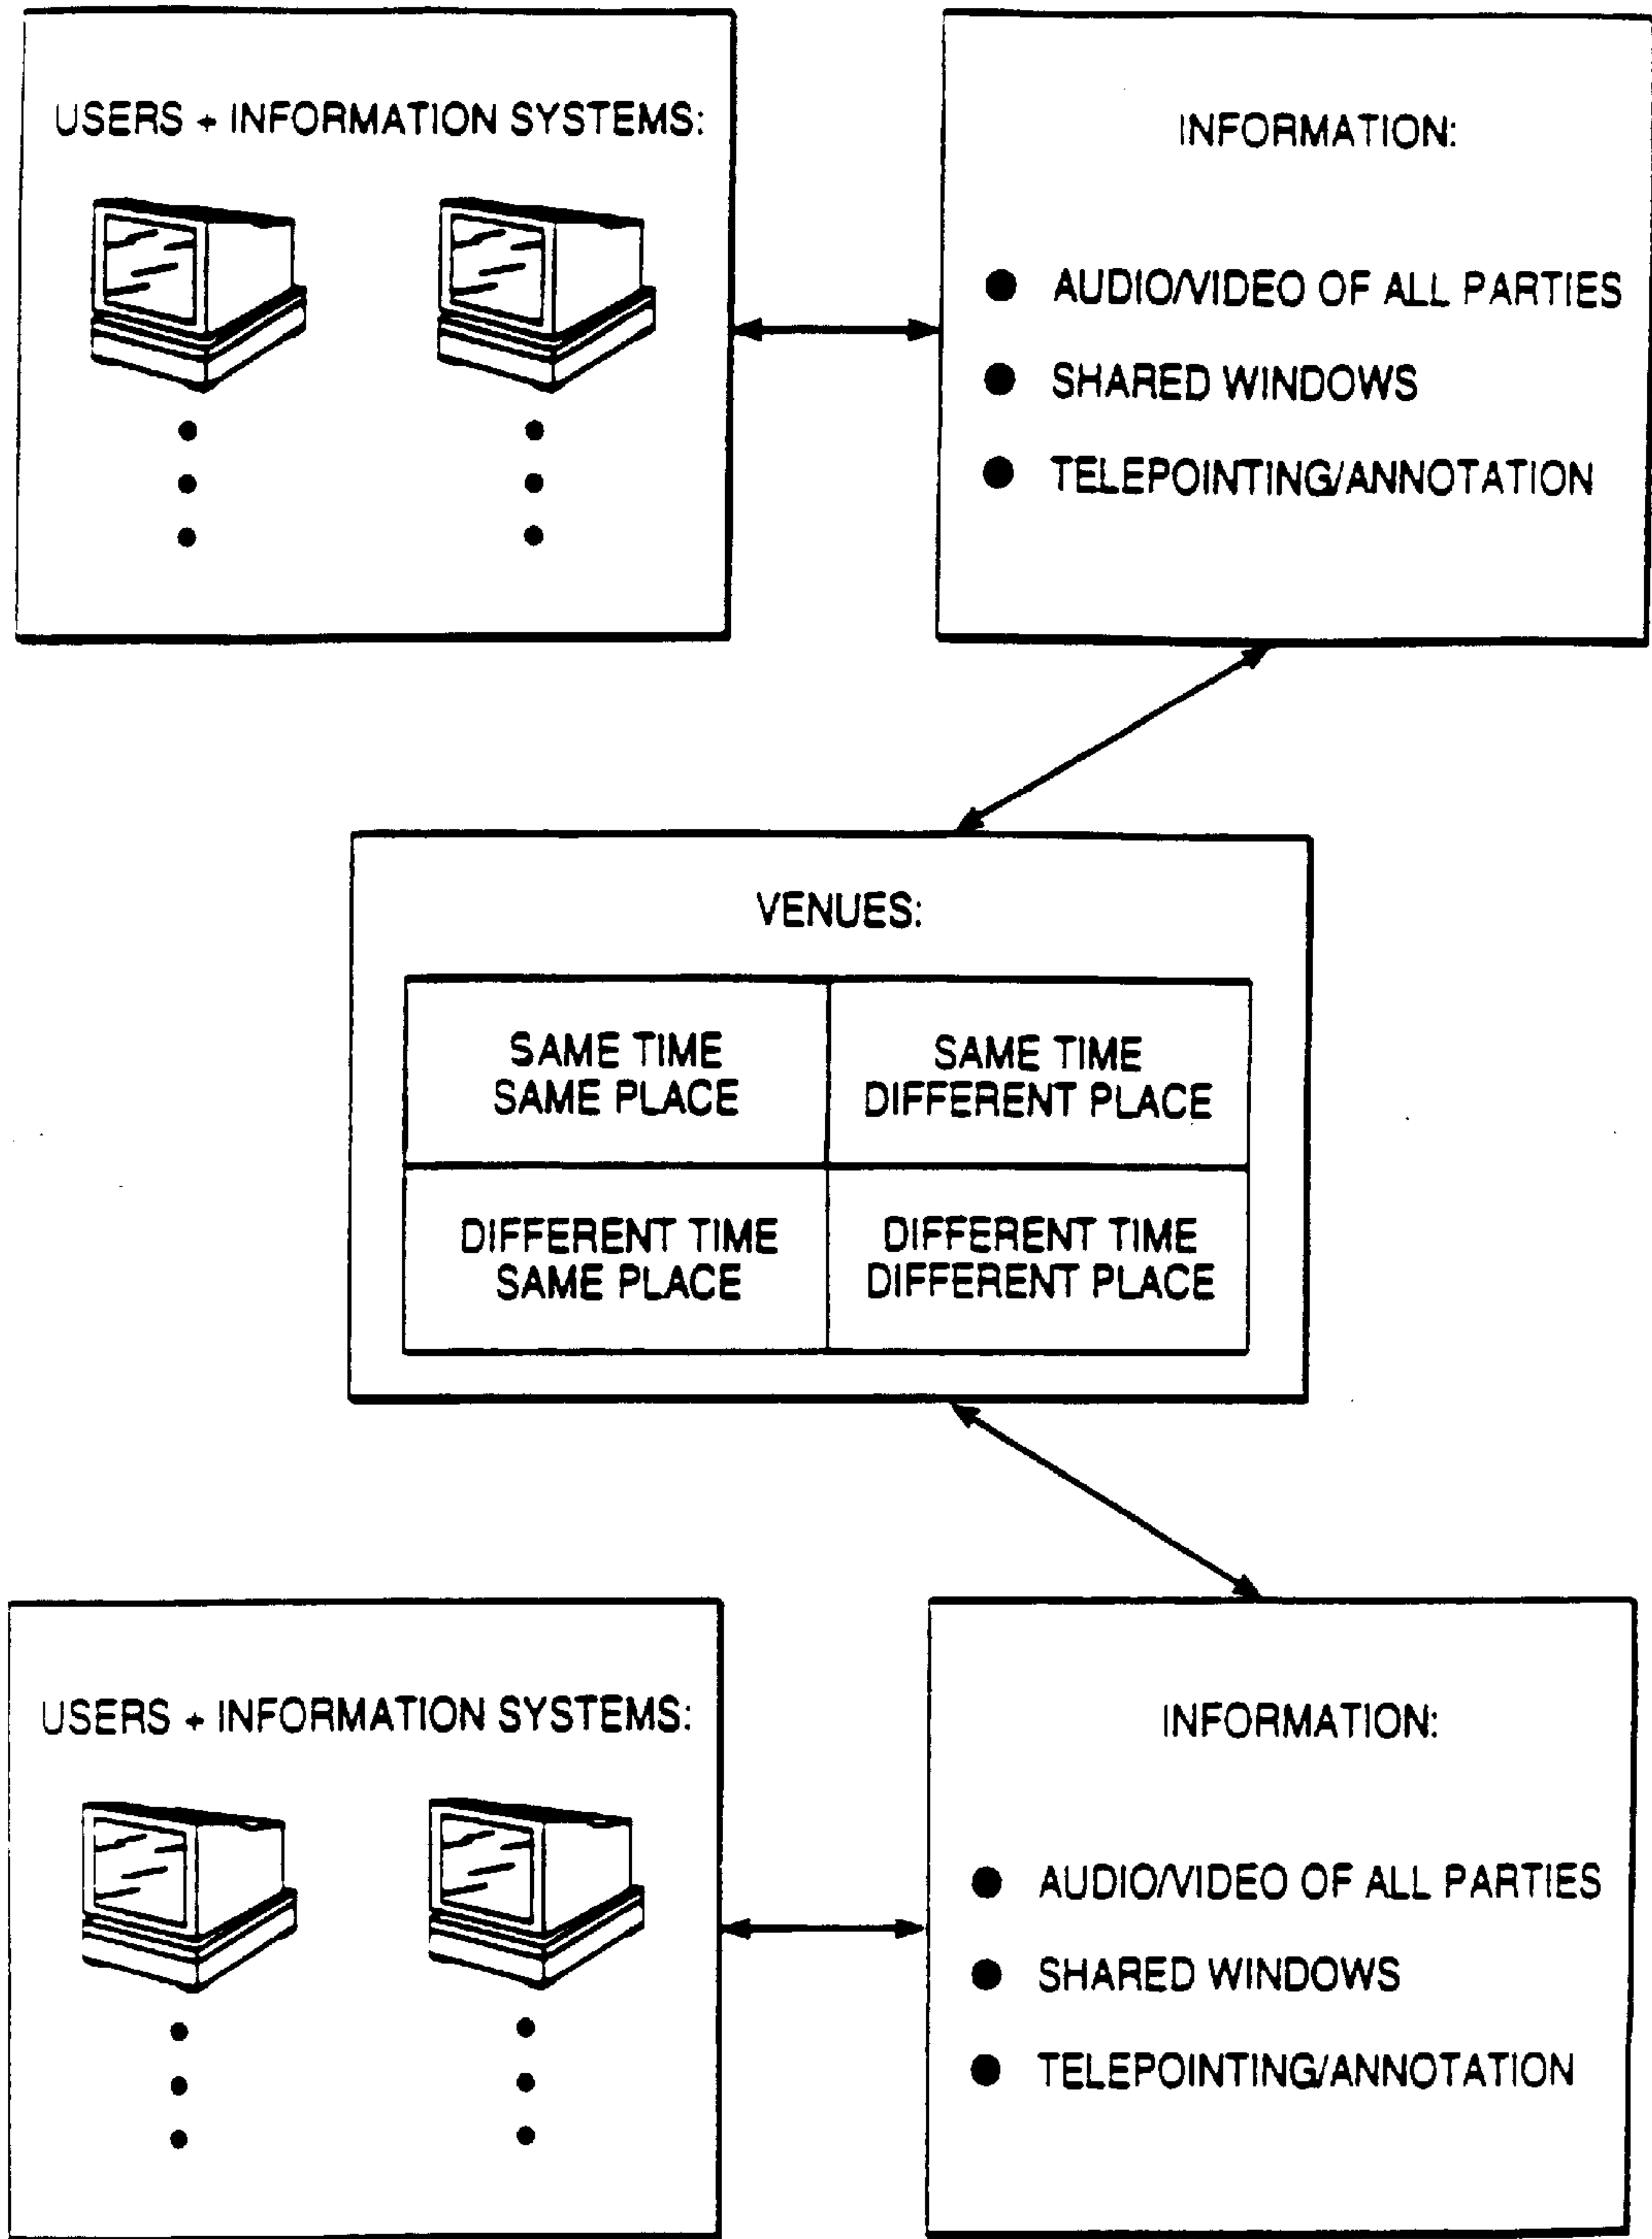 USERS + INFORMATION SYSTEMS:
INFORMATION:
● AUDIO/VIDEO OF ALL PARTIES
● SHARED WINDOWS
● TELEPOINTING/ANNOTATION
VENUES:
SAME TIME
SAME PLACE
SAME TIME
DIFFERENT PLACE
DIFFERENT TIME
SAME PLACE
DIFFERENT TIME
DIFFERENT PLACE
USERS + INFORMATION SYSTEMS:
INFORMATION:
● AUDIO/VIDEO OF ALL PARTIES
● SHARED WINDOWS
● TELEPOINTING/ANNOTATION